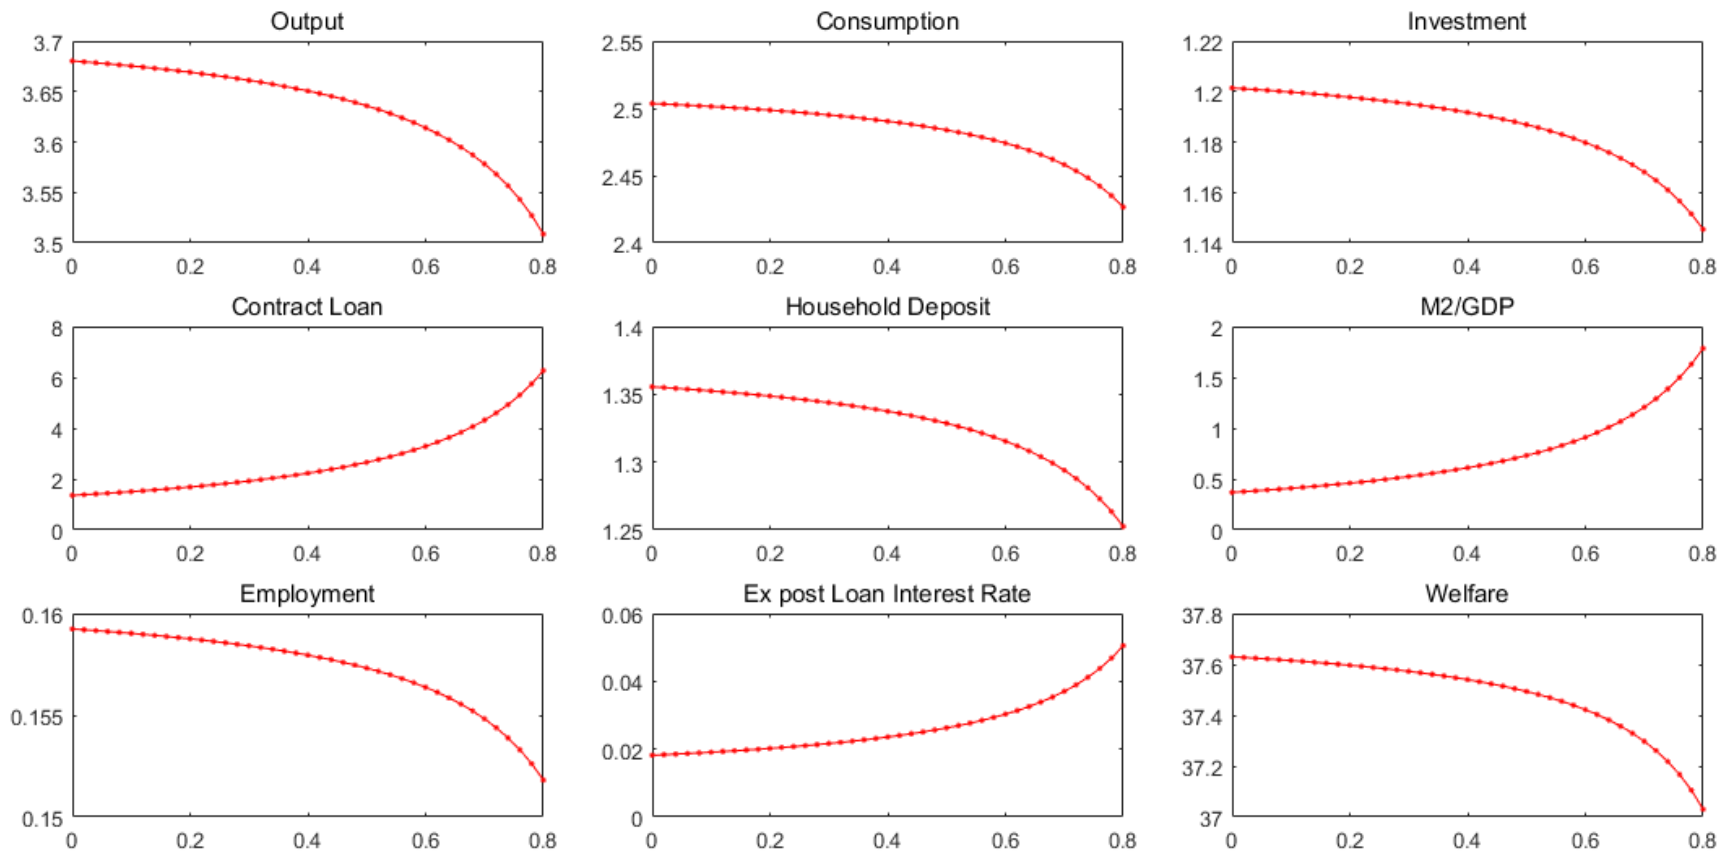 Output
3.7
3.65
3.6
3.55
3.5
0 0.2 0.4 0.6 0.8
Consumption
2.55
2.5
2.45
2.4
0 0.2 0.4 0.6 0.8
Investment
1.22
1.2
1.18
1.16
1.14
0 0.2 0.4 0.6 0.8
Contract Loan
8
6
4
2
0
0 0.2 0.4 0.6 0.8
Household Deposit
1.4
1.35
1.3
1.25
0 0.2 0.4 0.6 0.8
M2/GDP
2
1.5
1
0.5
0
0 0.2 0.4 0.6 0.8
Employment
0.16
0.155
0.15
0 0.2 0.4 0.6 0.8
Ex post Loan Interest Rate
0.06
0.04
0.02
0
0 0.2 0.4 0.6 0.8
Welfare
37.8
37.6
37.4
37.2
37
0 0.2 0.4 0.6 0.8